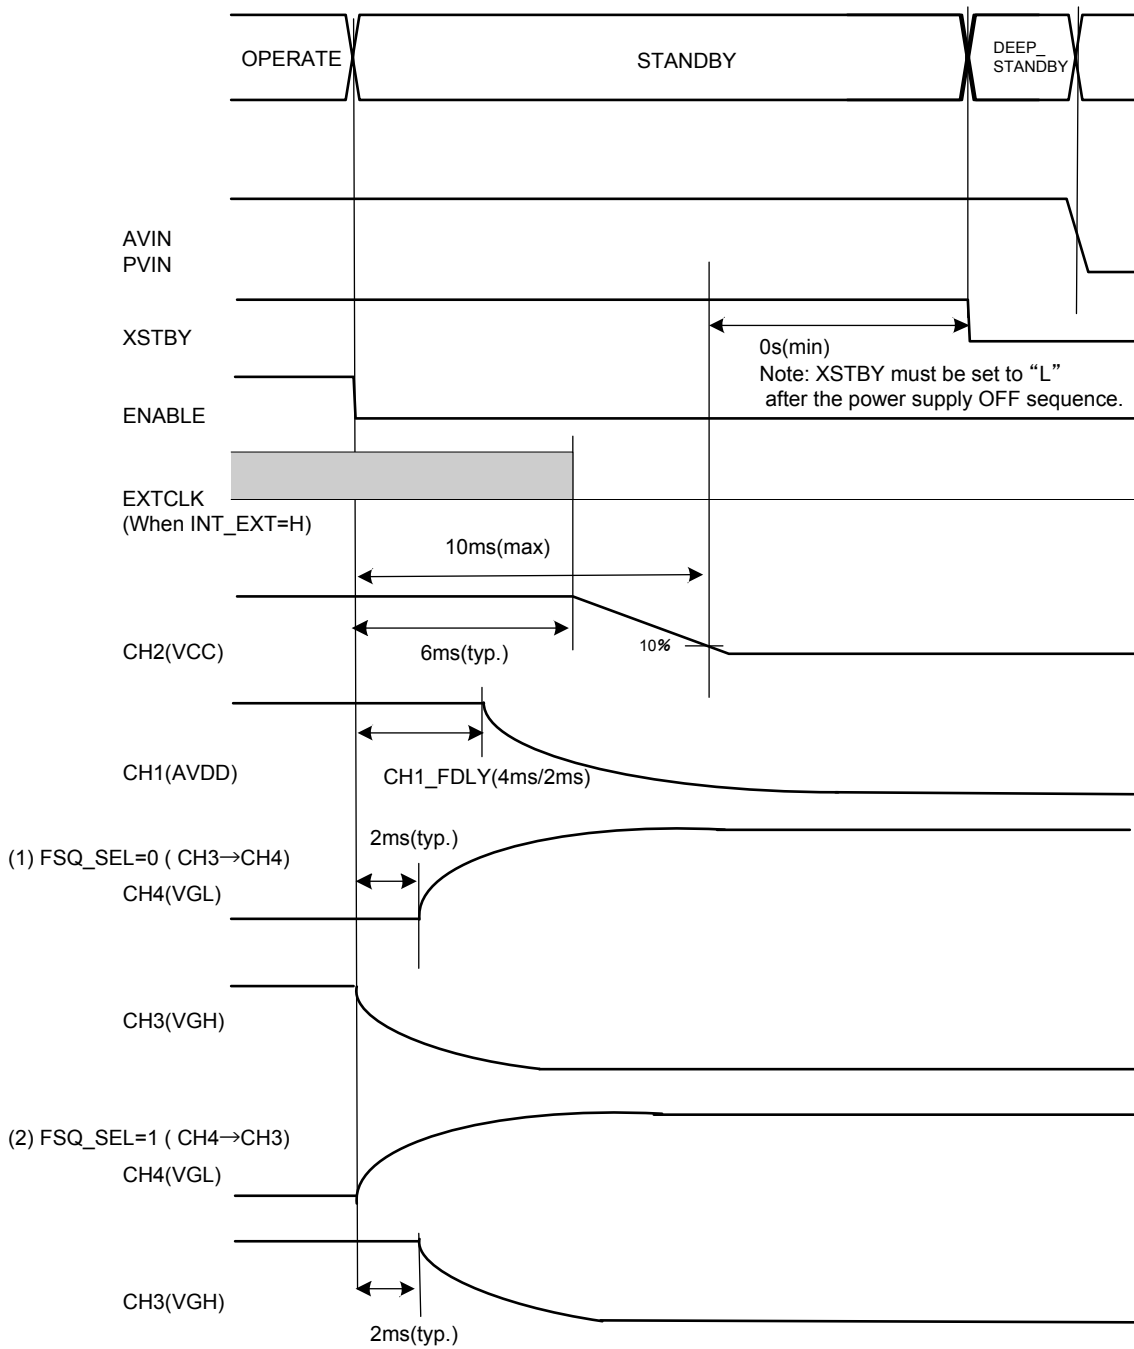 OPERATE
STANDBY
DEEP_
STANDBY
AVIN
PVIN
XSTBY
0s(min)
Note: XSTBY must be set to “L”
after the power supply OFF sequence.
ENABLE
EXTCLK
(When INT_EXT=H)
10ms(max)
CH2(VCC)
6ms(typ.)
10%
CH1(AVDD)
CH1_FDLY(4ms/2ms)
2ms(typ.)
(1) FSQ_SEL=0 ( CH3→CH4)
CH4(VGL)
CH3(VGH)
(2) FSQ_SEL=1 ( CH4→CH3)
CH4(VGL)
CH3(VGH)
2ms(typ.)